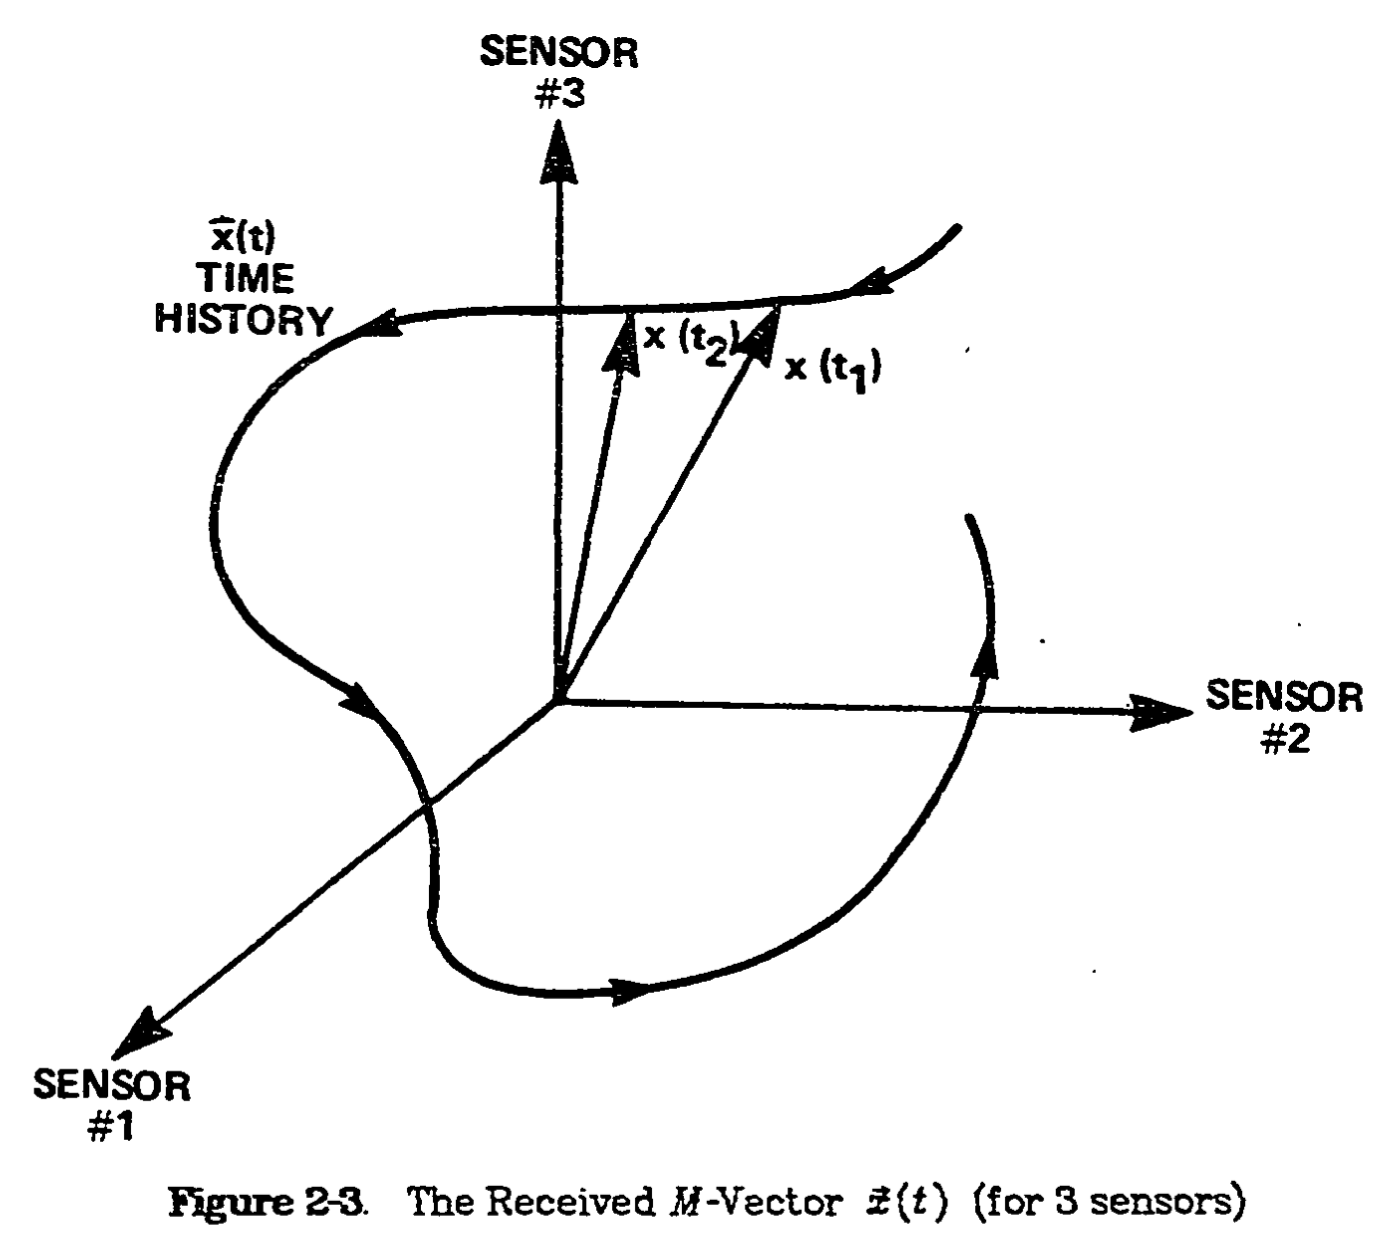 SENSOR
#3
x̂(t)
TIME
HISTORY
x (t₂)
x (t₁)
SENSOR
#2
SENSOR
#1
Figure 2-3. The Received M-Vector x⃗(t) (for 3 sensors)